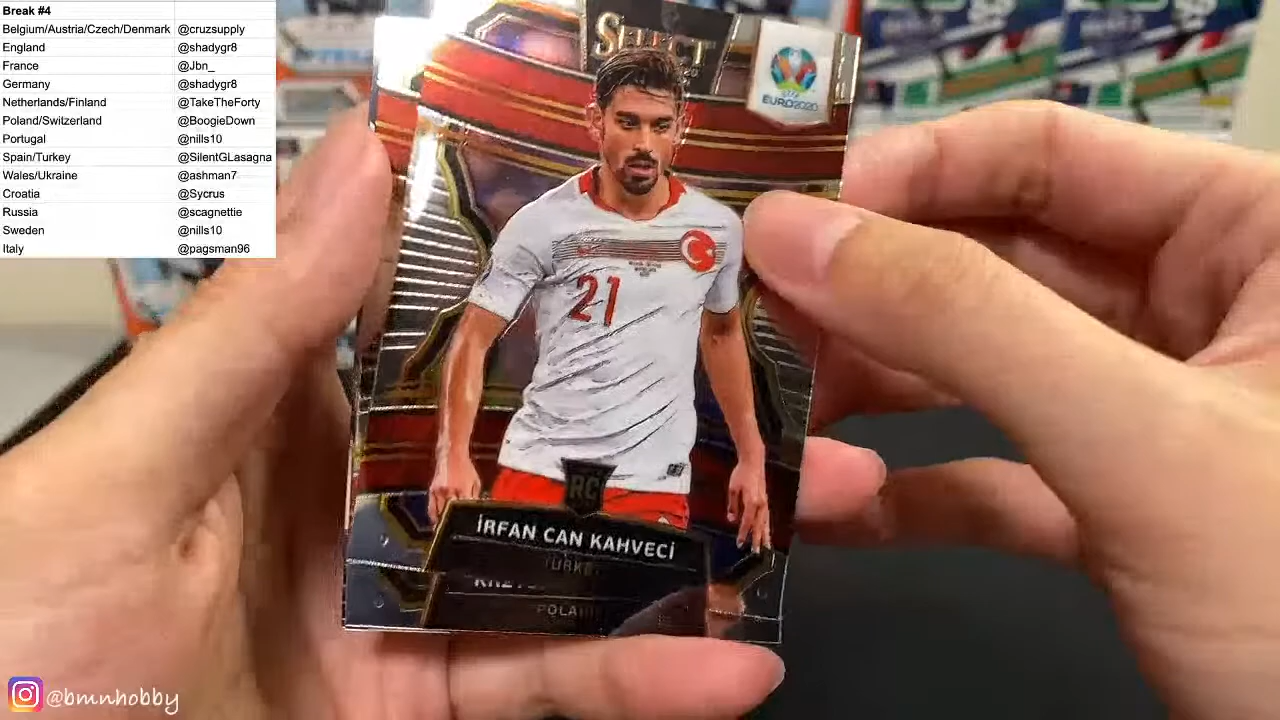 Break #4
Belgium/Austria/Czech/Denmark @cruzsupply
England @shadygr8
France @Jbn_
Germany @shadygr8
Netherlands/Finland @TakeTheForty
Poland/Switzerlan @BoogieDown
Portugal @nills10
Spain/Turkey @SilentGLasagna
Wales/Ukraine @ashman7
Croatia @Sycrus
Russia @scagnettie
Sweden @nills10
Italy @pagsman96
SELECT
EURO2020
21
RC
İRFAN CAN KAHVECİ
TURKEY
@bmnhobby